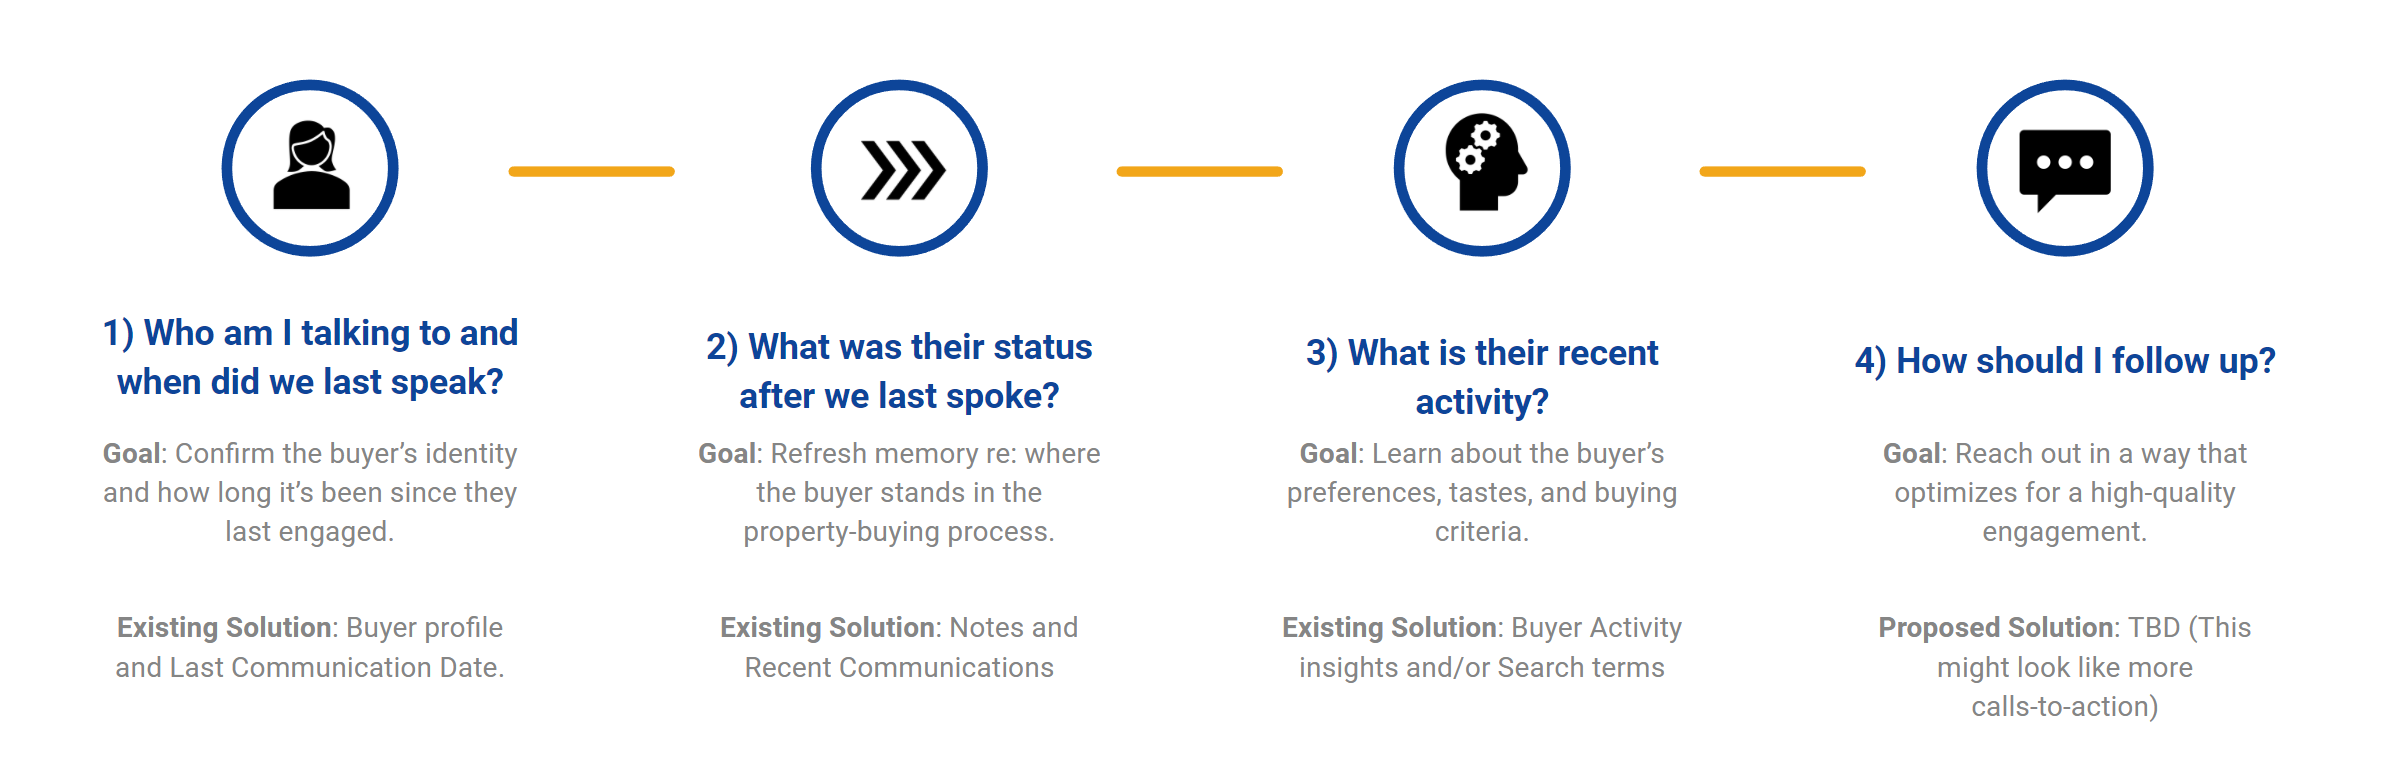 1) Who am I talking to and
when did we last speak?
Goal: Confirm the buyer’s identity
and how long it’s been since they
last engaged.
Existing Solution: Buyer profile
and Last Communication Date.
2) What was their status
after we last spoke?
Goal: Refresh memory re: where
the buyer stands in the
property-buying process.
Existing Solution: Notes and
Recent Communications
3) What is their recent
activity?
Goal: Learn about the buyer’s
preferences, tastes, and buying
criteria.
Existing Solution: Buyer Activity
insights and/or Search terms
4) How should I follow up?
Goal: Reach out in a way that
optimizes for a high-quality
engagement.
Proposed Solution: TBD (This
might look like more
calls-to-action)